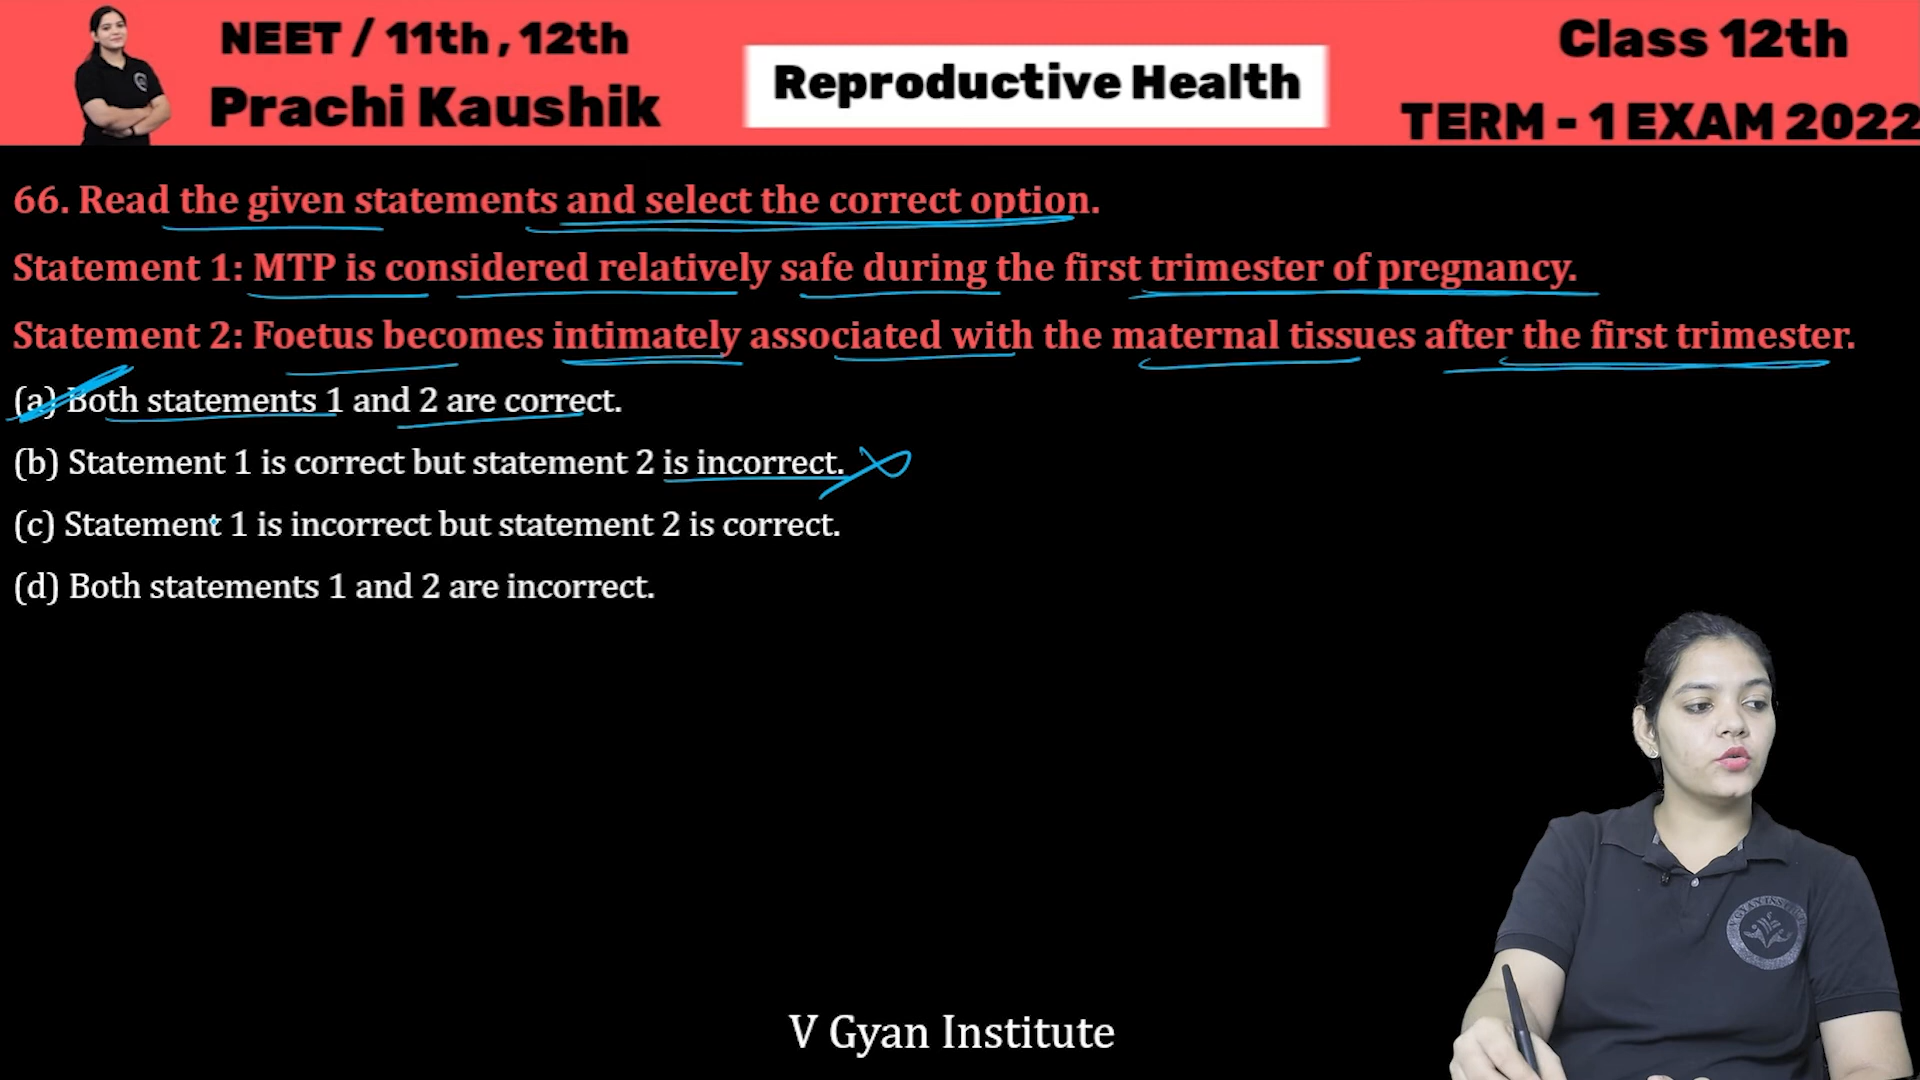 NEET / 11th , 12th
Prachi Kaushik
Reproductive Health
Class 12th
TERM - 1 EXAM 2022
66. Read the given statements and select the correct option.
Statement 1: MTP is considered relatively safe during the first trimester of pregnancy.
Statement 2: Foetus becomes intimately associated with the maternal tissues after the first trimester.
(a) Both statements 1 and 2 are correct.
(b) Statement 1 is correct but statement 2 is incorrect.
(c) Statement 1 is incorrect but statement 2 is correct.
(d) Both statements 1 and 2 are incorrect.
V Gyan Institute